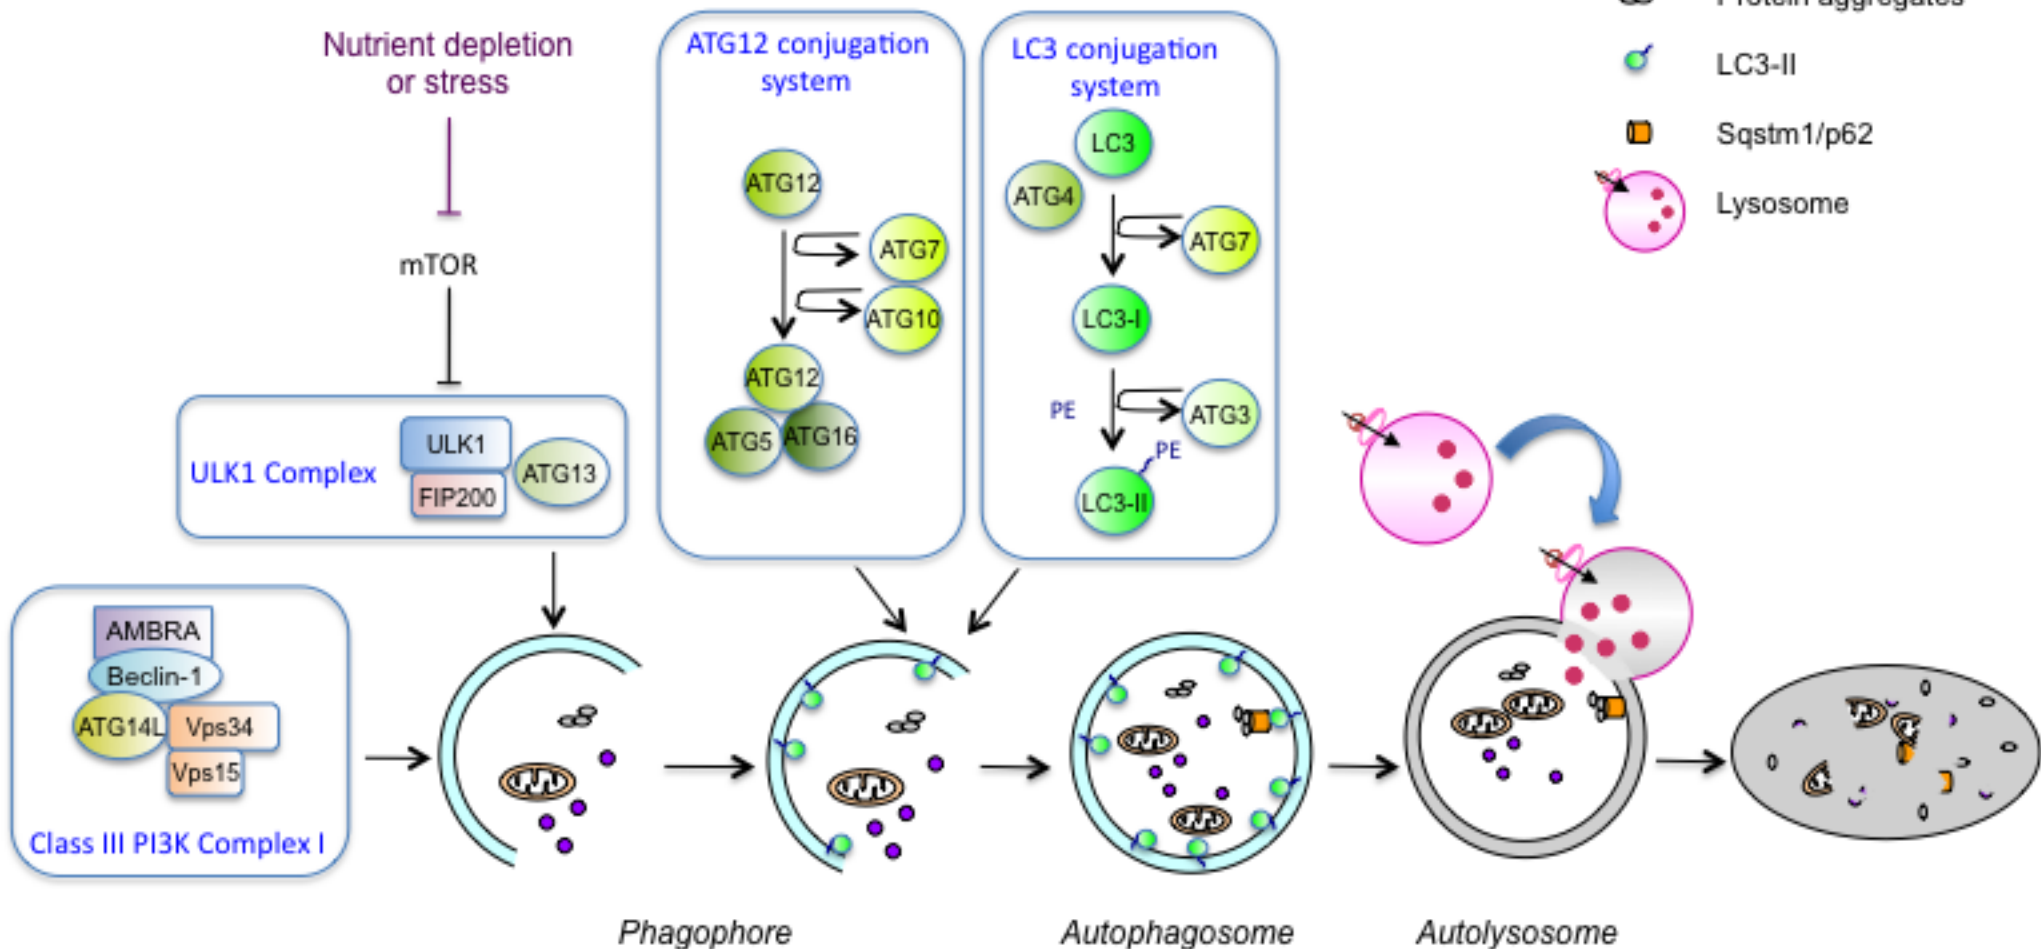 Protein aggregates
LC3-II
Sqstm1/p62
Lysosome
Nutrient depletion
or stress
mTOR
ULK1 Complex
ULK1
FIP200
ATG13
ATG12 conjugation
system
ATG12
ATG7
ATG10
ATG12
ATG5
ATG16
LC3 conjugation
system
LC3
ATG4
ATG7
LC3-I
PE
ATG3
PE
LC3-II
AMBRA
Beclin-1
ATG14L
Vps34
Vps15
Class III PI3K Complex I
Phagophore
Autophagosome
Autolysosome